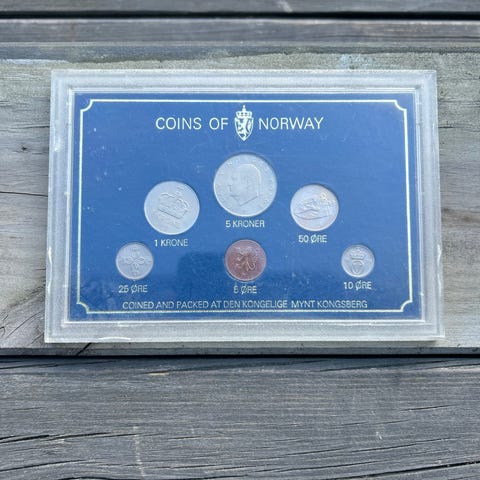 COINS OF NORWAY
5 KRONER
1 KRONE
50 ØRE
25 ØRE
5 ØRE
10 ØRE
COINED AND PACKED AT DEN KONGELIGE MYNT KONGSBERG